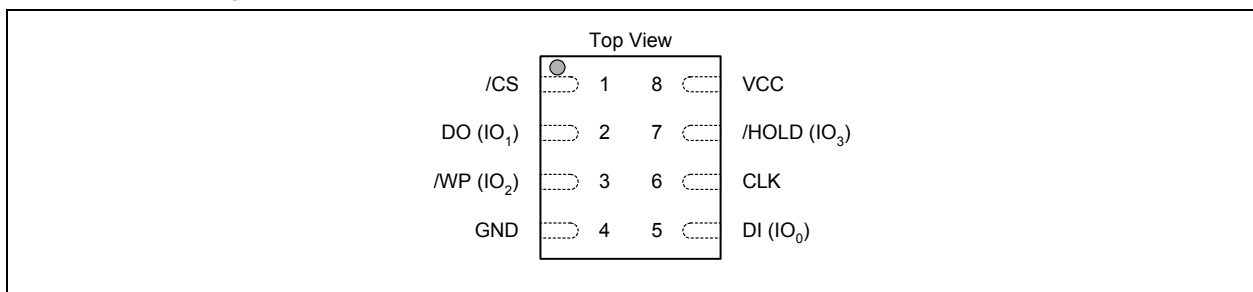 Top View
/CS 1 8 VCC
DO (IO₁) 2 7 /HOLD (IO₃)
/WP (IO₂) 3 6 CLK
GND 4 5 DI (IO₀)